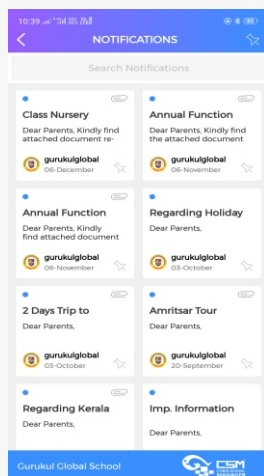 10:39
NOTIFICATIONS
Search Notifications
Class Nursery
Dear Parents, Kindly find
attached document re-
gurukulglobal
06-December
Annual Function
Dear Parents, Kindly find
the attached document
gurukulglobal
06-November
Annual Function
Dear Parents, Kindly
find attached document
gurukulglobal
06-November
Regarding Holiday
Dear Parents,
gurukulglobal
03-October
2 Days Trip to
Dear Parents,
gurukulglobal
03-October
Amritsar Tour
Dear Parents,
gurukulglobal
20-September
Regarding Kerala
Dear Parents,
Imp. Information
Dear Parents,
Gurukul Global School
CSM
MANAGER